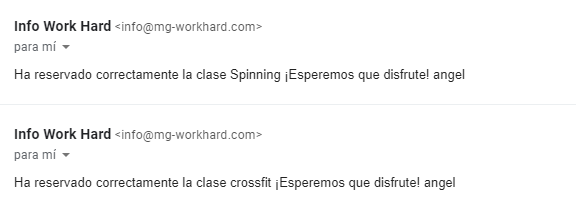 Info Work Hard <info@mg-workhard.com>
para mí
Ha reservado correctamente la clase Spinning ¡Esperemos que disfrute! angel
Info Work Hard <info@mg-workhard.com>
para mí
Ha reservado correctamente la clase crossfit ¡Esperemos que disfrute! angel